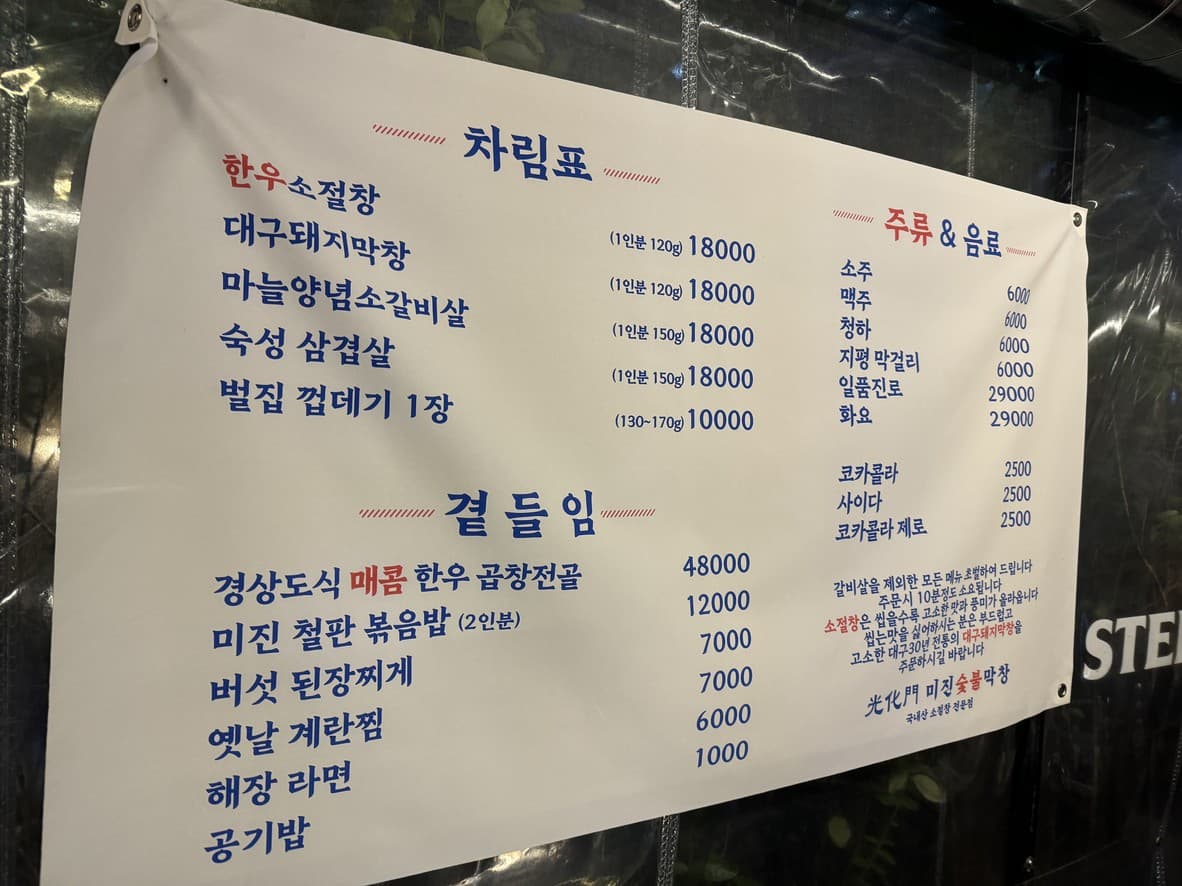 차림표
한우소절창 (1인분 120g) 18000
대구돼지막창 (1인분 120g) 18000
마늘양념소갈비살 (1인분 150g) 18000
숙성 삼겹살 (1인분 150g) 18000
벌집 껍데기 1장 (130~170g) 10000
곁들임
경상도식 매콤 한우 곱창전골 48000
미진 철판 볶음밥 (2인분) 12000
버섯 된장찌게 7000
옛날 계란찜 7000
해장 라면 6000
공기밥 1000
주류 & 음료
소주 6000
맥주 6000
청하 6000
지평 막걸리 6000
일품진로 29000
화요 29000
코카콜라 2500
사이다 2500
코카콜라 제로 2500
갈비살을 제외한 모든 메뉴 초벌하여 드립니다
주문시 10분정도 소요됩니다
소절창은 씹을수록 고소한 맛과 풍미가 올라옵니다
씹는맛을 싫어하시는 분은 부드럽고
고소한 대구30년 전통의 대구돼지막창을
주문하시길 바랍니다
光化門 미진숯불막창
국내산 소절창 전문점
STE